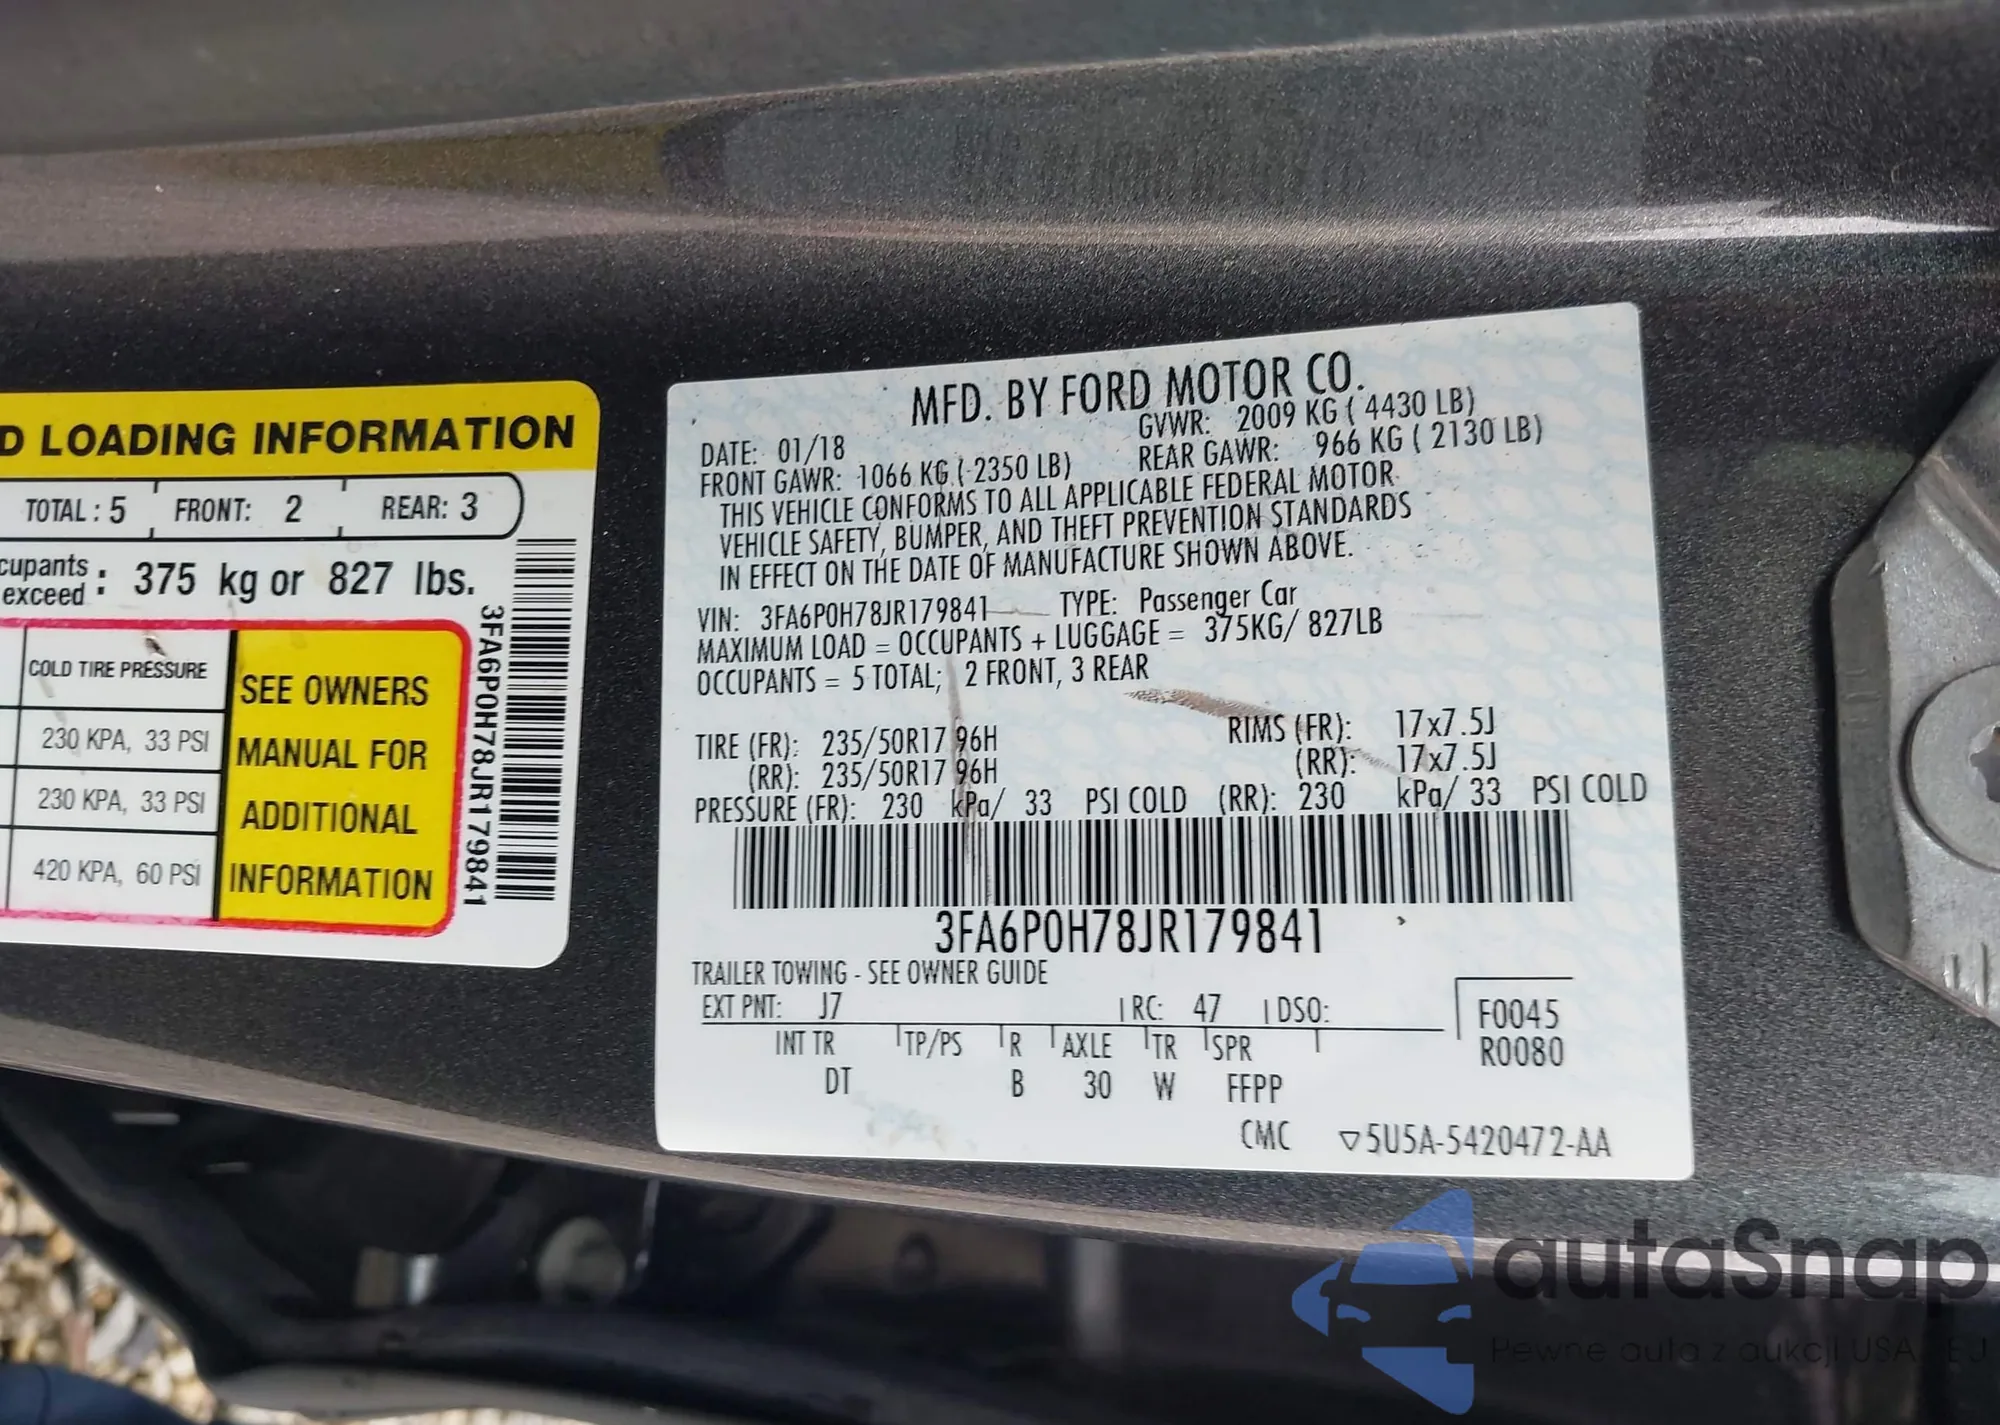 D LOADING INFORMATION
TOTAL: 5 FRONT: 2 REAR: 3
cupants
exceed : 375 kg or 827 lbs.
COLD TIRE PRESSURE
230 KPA, 33 PSI
230 KPA, 33 PSI
420 KPA, 60 PSI
SEE OWNERS
MANUAL FOR
ADDITIONAL
INFORMATION
3FA6P0H78JR179841
MFD. BY FORD MOTOR CO.
DATE: 01/18 GVWR: 2009 KG ( 4430 LB)
FRONT GAWR: 1066 KG ( 2350 LB) REAR GAWR: 966 KG ( 2130 LB)
THIS VEHICLE CONFORMS TO ALL APPLICABLE FEDERAL MOTOR
VEHICLE SAFETY, BUMPER, AND THEFT PREVENTION STANDARDS
IN EFFECT ON THE DATE OF MANUFACTURE SHOWN ABOVE.
VIN: 3FA6P0H78JR179841 TYPE: Passenger Car
MAXIMUM LOAD = OCCUPANTS + LUGGAGE = 375KG/ 827LB
OCCUPANTS = 5 TOTAL; 2 FRONT, 3 REAR
TIRE (FR): 235/50R17 96H RIMS (FR): 17x7.5J
(RR): 235/50R17 96H (RR): 17x7.5J
PRESSURE (FR): 230 kPa/ 33 PSI COLD (RR): 230 kPa/ 33 PSI COLD
3FA6P0H78JR179841
TRAILER TOWING - SEE OWNER GUIDE
EXT PNT: J7 RC: 47 DSO: F0045
INT TR TP/PS R AXLE TR SPR R0080
DT B 30 W FFPP
CMC ▽5U5A-5420472-AA
autaSnap
Pewne auta z aukcji USA, EJ